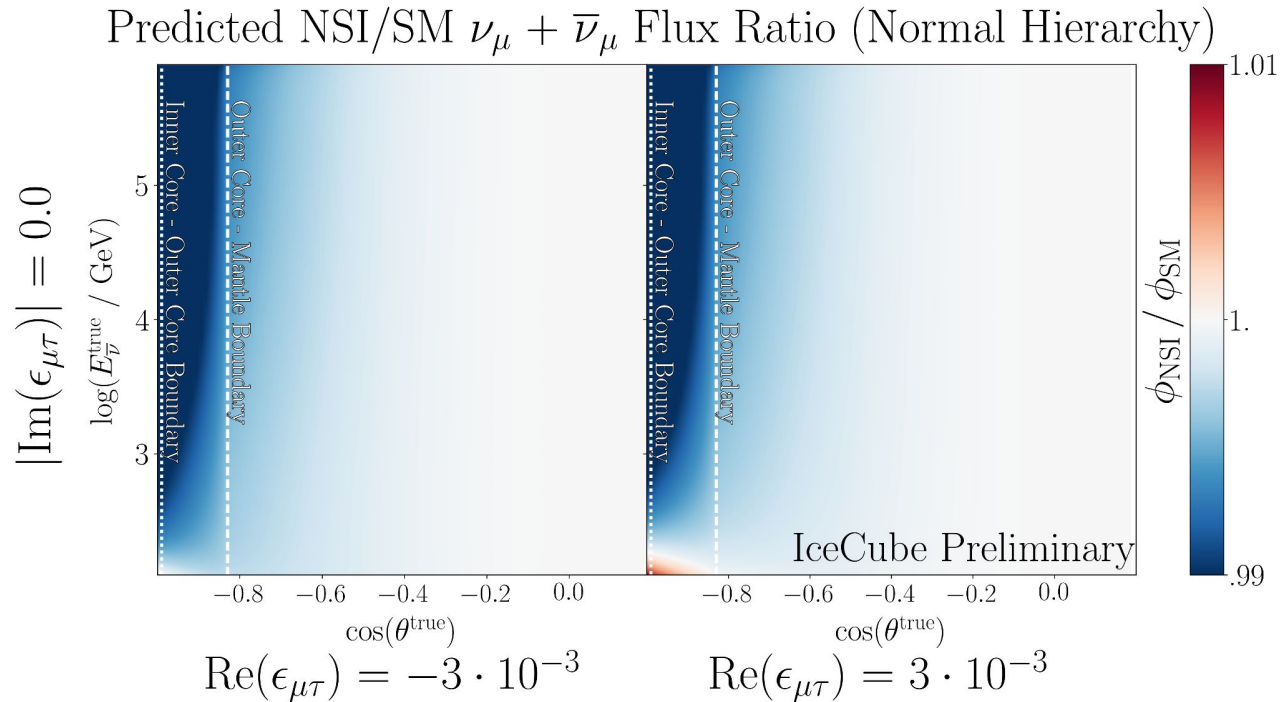 Predicted NSI/SM νμ + ν̄μ Flux Ratio (Normal Hierarchy)
|Im(ϵμτ)| = 0.0
log(E_ν̄^true / GeV)
5
4
3
Inner Core - Outer Core Boundary
Outer Core - Mantle Boundary
−0.8 −0.6 −0.4 −0.2 0.0
cos(θ^true)
Re(ϵμτ) = −3 · 10⁻³
Inner Core - Outer Core Boundary
Outer Core - Mantle Boundary
IceCube Preliminary
−0.8 −0.6 −0.4 −0.2 0.0
cos(θ^true)
Re(ϵμτ) = 3 · 10⁻³
1.01
1.
.99
ϕNSI / ϕSM